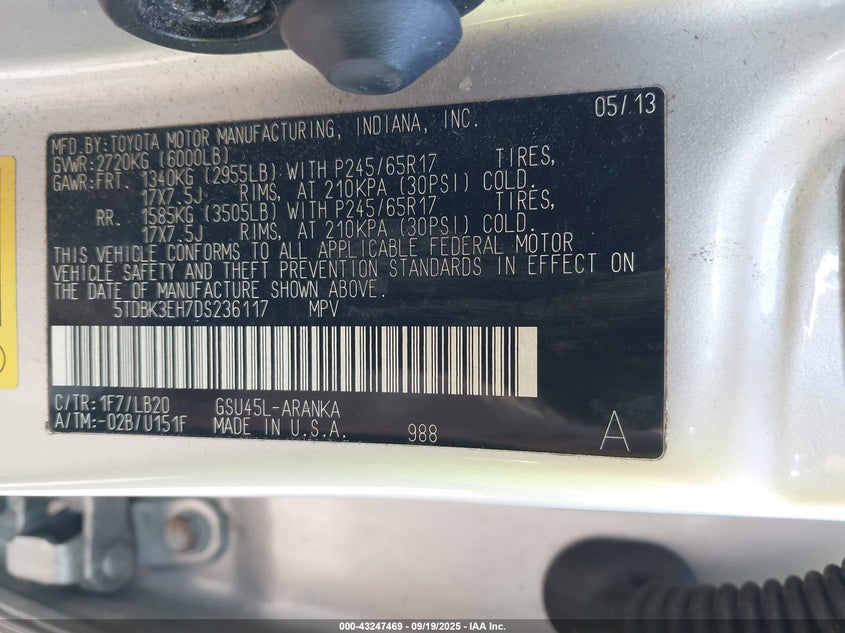 05/13
MFD.BY:TOYOTA MOTOR MANUFACTURING, INDIANA, INC.
GVWR:2720KG (6000LB)
GAWR:FRT. 1340KG (2955LB) WITH P245/65R17 TIRES,
17X7.5J RIMS, AT 210KPA (30PSI) COLD.
RR. 1585KG (3505LB) WITH P245/65R17 TIRES,
17X7.5J RIMS, AT 210KPA (30PSI) COLD.
THIS VEHICLE CONFORMS TO ALL APPLICABLE FEDERAL MOTOR
VEHICLE SAFETY AND THEFT PREVENTION STANDARDS IN EFFECT ON
THE DATE OF MANUFACTURE SHOWN ABOVE.
5TDBK3EH7DS236117 MPV
C/TR:1F7/LB20 GSU45L-ARANKA
A/TM:-02B/U151F MADE IN U.S.A. 988 A
000-43247469 - 09/19/2025 - IAA Inc.